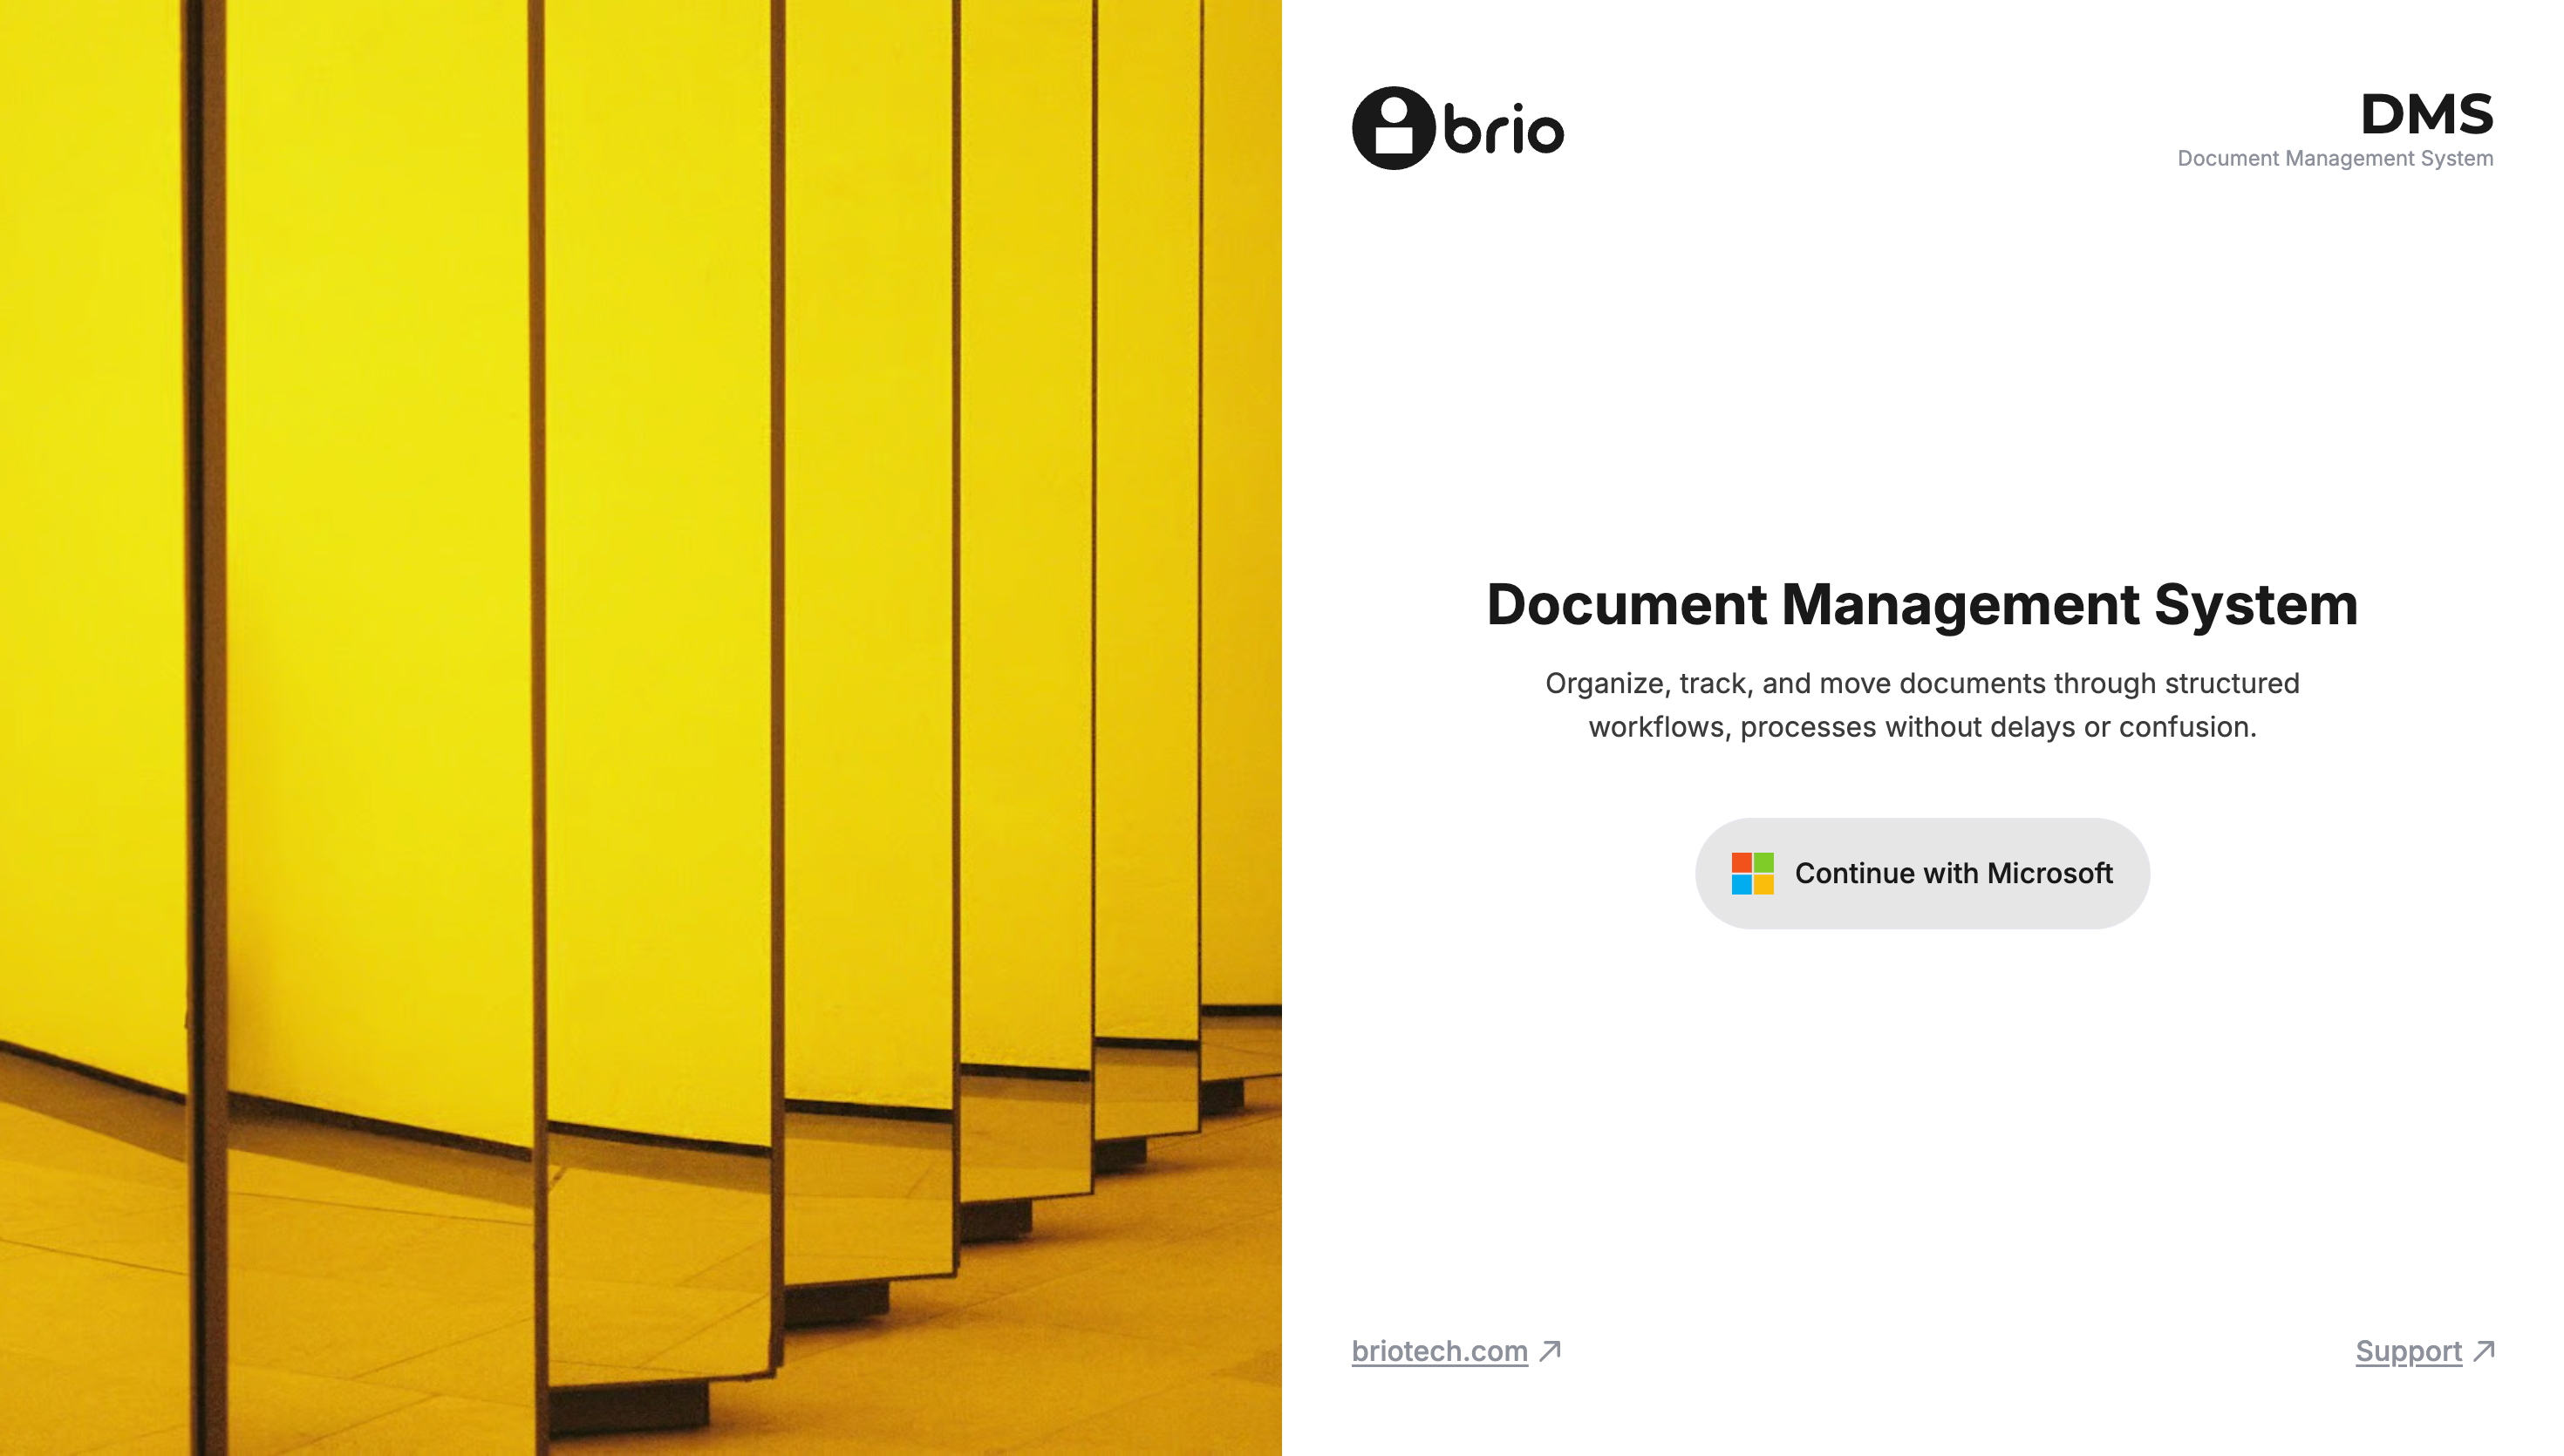 brio
DMS
Document Management System
Document Management System
Organize, track, and move documents through structured
workflows, processes without delays or confusion.
Continue with Microsoft
briotech.com
Support